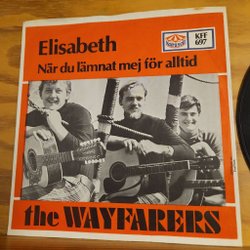 Elisabeth
När du lämnat mej för alltid
KFF
697
the WAYFARERS